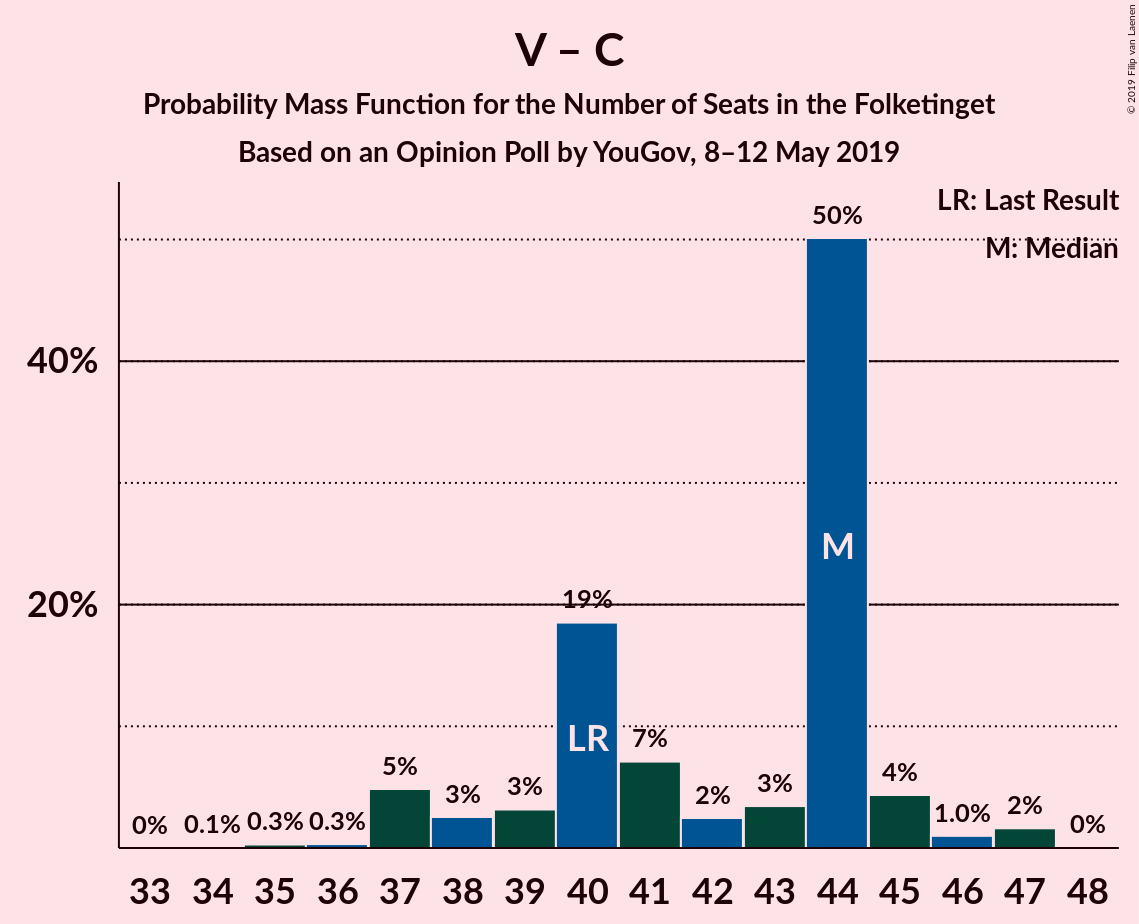 V – C
Probability Mass Function for the Number of Seats in the Folketinget
Based on an Opinion Poll by YouGov, 8–12 May 2019
© 2019 Filip van Laenen
LR: Last Result
M: Median
40%
20%
0%
0.1%
0.3%
0.3%
5%
3%
3%
19%
7%
2%
3%
50%
4%
1.0%
2%
0%
LR
M
33 34 35 36 37 38 39 40 41 42 43 44 45 46 47 48